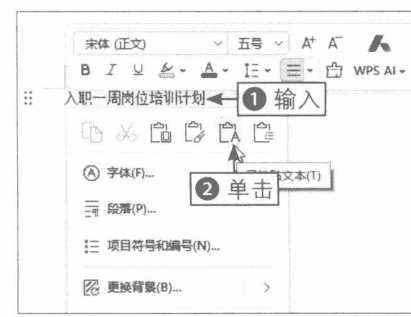 宋体 (正文) 五号 A+ A-
B I U A WPS AI
入职一周岗位培训计划 ❶ 输入
文本(T)
字体(F)...
❷ 单击
段落(P)...
项目符号和编号(N)...
更换背景(B)...